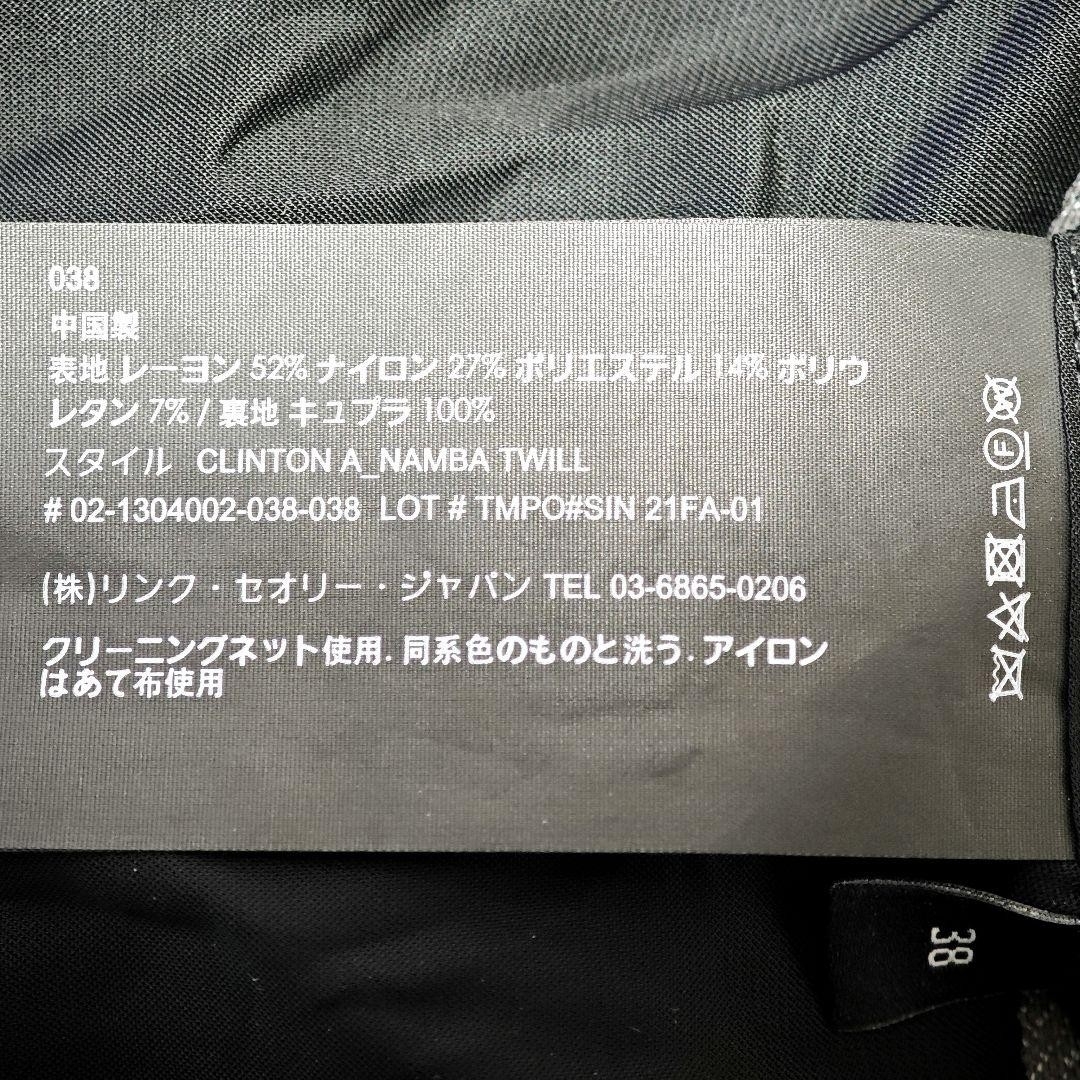 038
中国製
表地 レーヨン 52% ナイロン 27% ポリエステル 14% ポリウ
レタン 7% / 裏地 キュプラ 100%
スタイル CLINTON A_NAMBA TWILL
# 02-1304002-038-038 LOT # TMPO#SIN 21FA-01
(株)リンク・セオリー・ジャパン TEL 03-6865-0206
クリーニングネット使用. 同系色のものと洗う. アイロン
はあて布使用
W
F
38